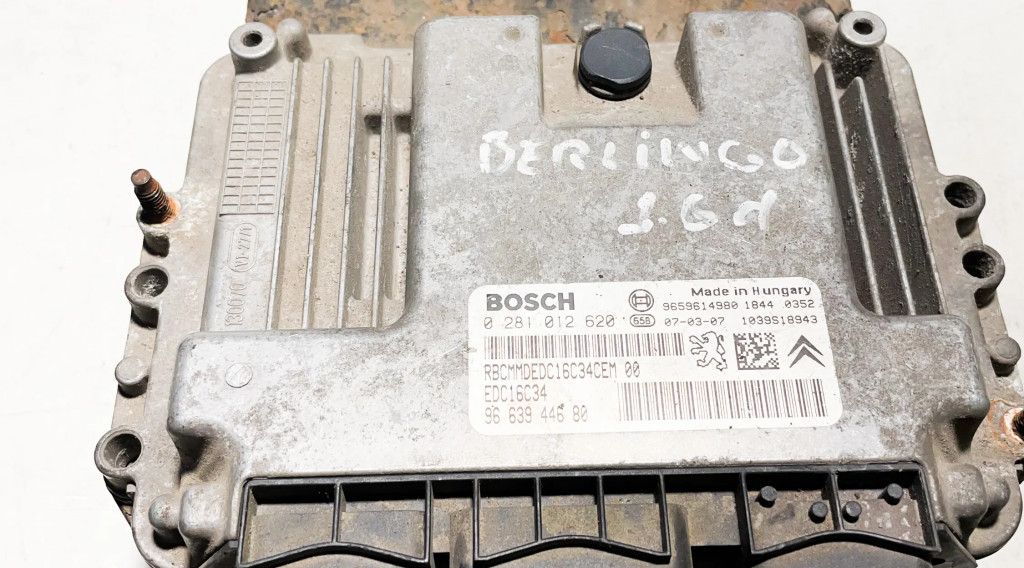 BERLINGO
1.6 H
BOSCH
Made in Hungary
9659614980 1844 0352
0 281 012 620 658 07-03-07 1039S18943
RBCMMDEDC16C34CEM 00
EDC16C34
96 639 446 80